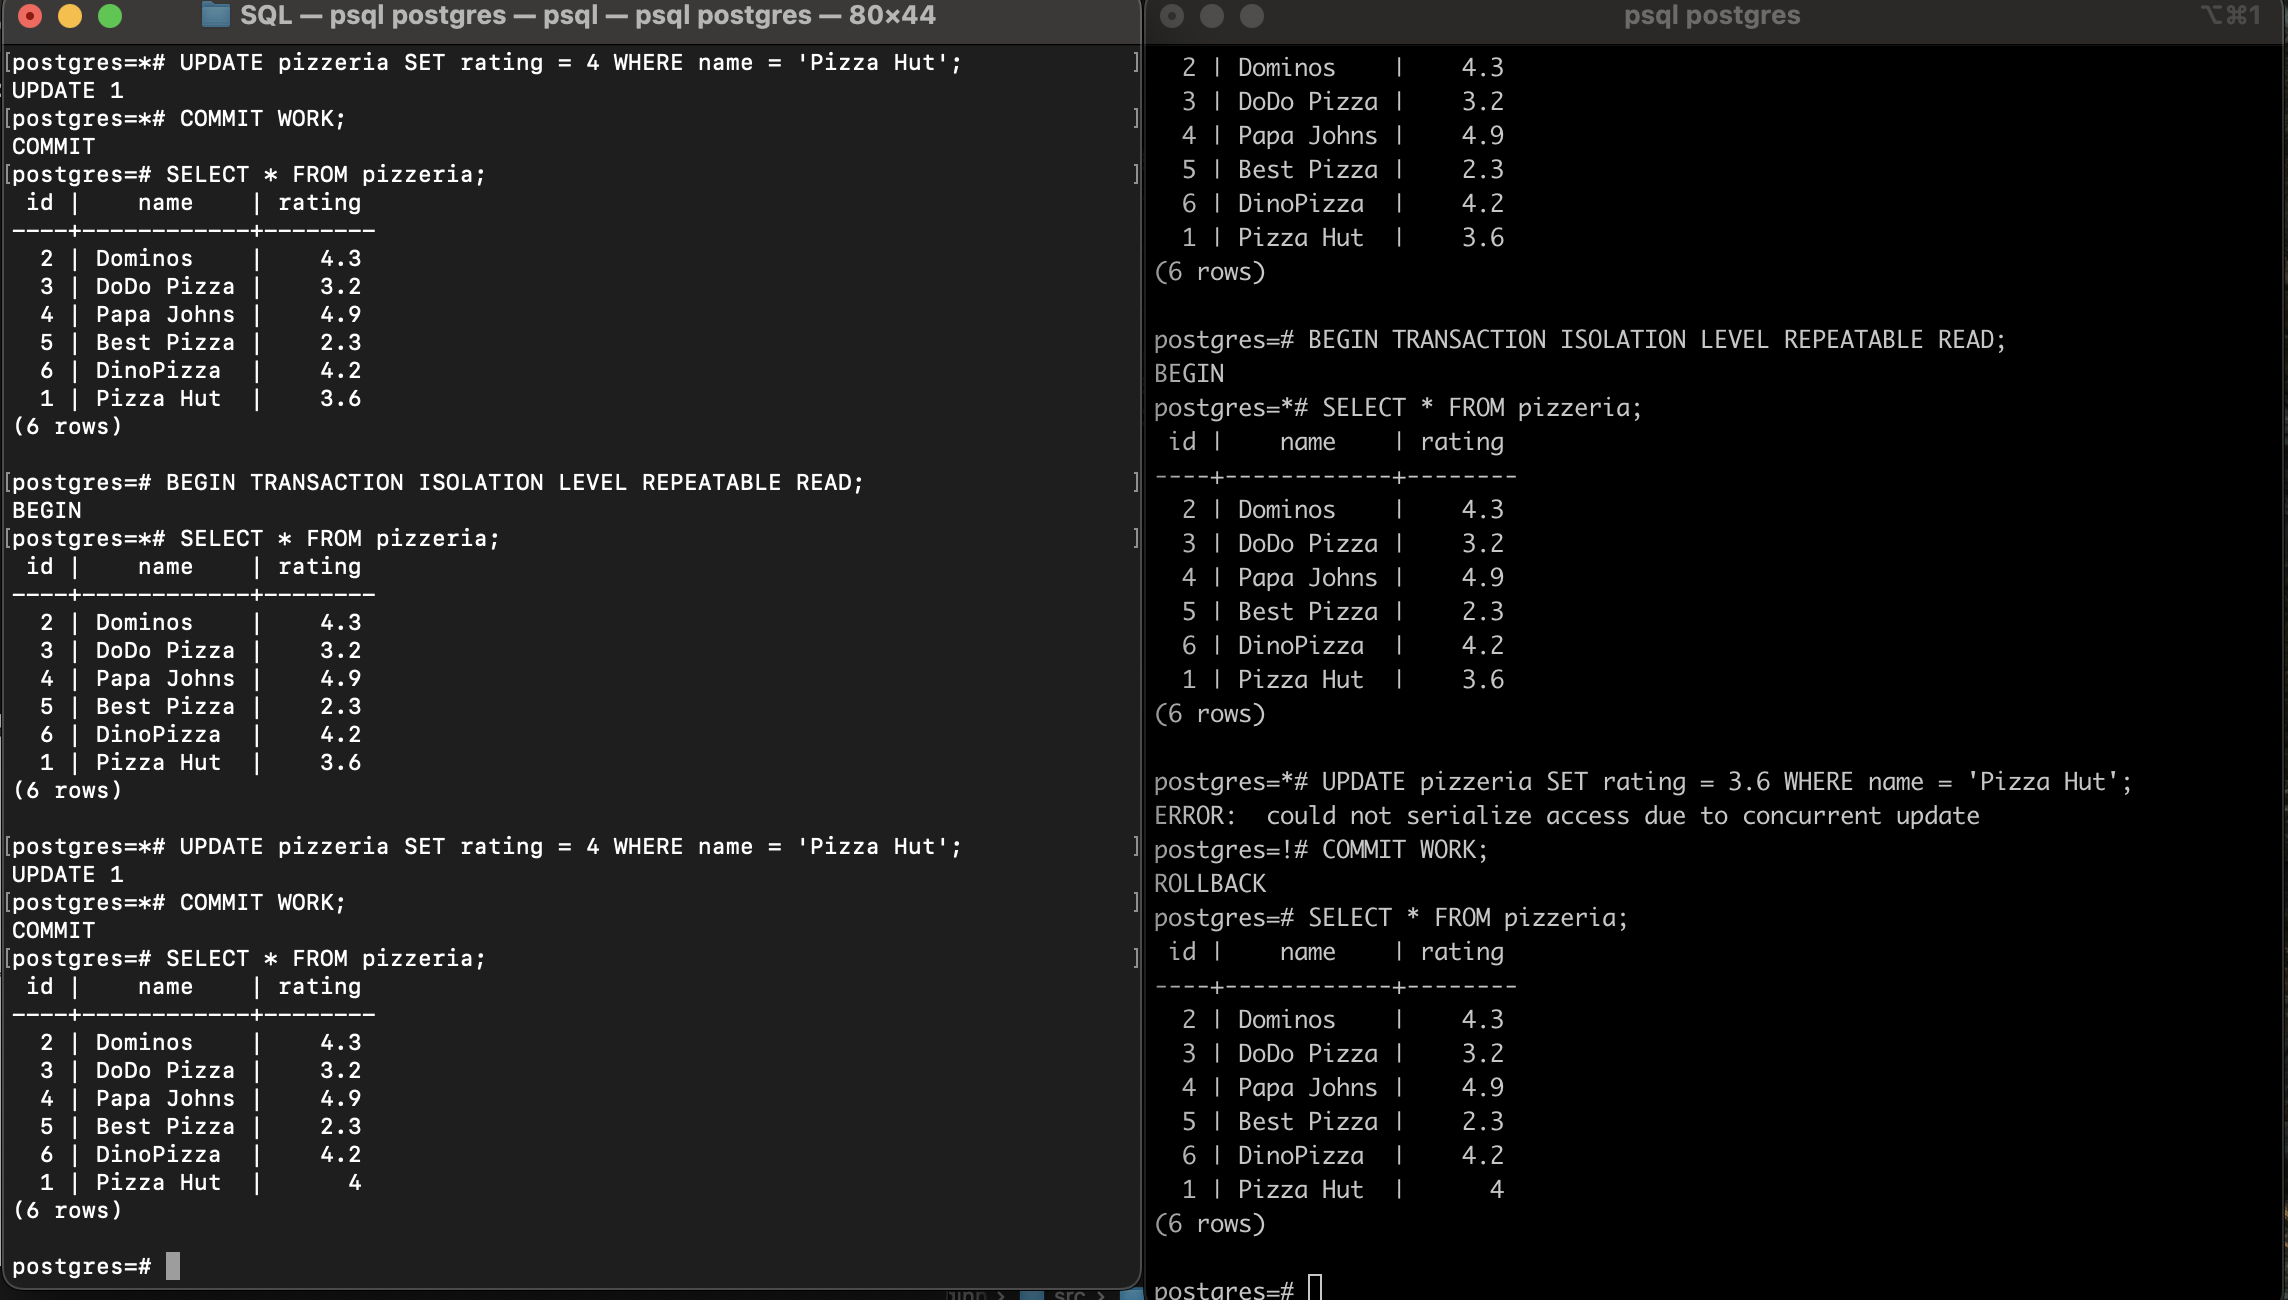 SQL — psql postgres — psql — psql postgres — 80×44
[postgres=*# UPDATE pizzeria SET rating = 4 WHERE name = 'Pizza Hut'; ]
UPDATE 1
[postgres=*# COMMIT WORK; ]
COMMIT
[postgres=# SELECT * FROM pizzeria; ]
 id |    name    | rating
----+------------+--------
  2 | Dominos    |    4.3
  3 | DoDo Pizza |    3.2
  4 | Papa Johns |    4.9
  5 | Best Pizza |    2.3
  6 | DinoPizza  |    4.2
  1 | Pizza Hut  |    3.6
(6 rows)
[postgres=# BEGIN TRANSACTION ISOLATION LEVEL REPEATABLE READ; ]
BEGIN
[postgres=*# SELECT * FROM pizzeria; ]
 id |    name    | rating
----+------------+--------
  2 | Dominos    |    4.3
  3 | DoDo Pizza |    3.2
  4 | Papa Johns |    4.9
  5 | Best Pizza |    2.3
  6 | DinoPizza  |    4.2
  1 | Pizza Hut  |    3.6
(6 rows)
[postgres=*# UPDATE pizzeria SET rating = 4 WHERE name = 'Pizza Hut'; ]
UPDATE 1
[postgres=*# COMMIT WORK; ]
COMMIT
[postgres=# SELECT * FROM pizzeria; ]
 id |    name    | rating
----+------------+--------
  2 | Dominos    |    4.3
  3 | DoDo Pizza |    3.2
  4 | Papa Johns |    4.9
  5 | Best Pizza |    2.3
  6 | DinoPizza  |    4.2
  1 | Pizza Hut  |      4
(6 rows)
postgres=#
psql postgres ⌥⌘1
  2 | Dominos    |    4.3
  3 | DoDo Pizza |    3.2
  4 | Papa Johns |    4.9
  5 | Best Pizza |    2.3
  6 | DinoPizza  |    4.2
  1 | Pizza Hut  |    3.6
(6 rows)
postgres=# BEGIN TRANSACTION ISOLATION LEVEL REPEATABLE READ;
BEGIN
postgres=*# SELECT * FROM pizzeria;
 id |    name    | rating
----+------------+--------
  2 | Dominos    |    4.3
  3 | DoDo Pizza |    3.2
  4 | Papa Johns |    4.9
  5 | Best Pizza |    2.3
  6 | DinoPizza  |    4.2
  1 | Pizza Hut  |    3.6
(6 rows)
postgres=*# UPDATE pizzeria SET rating = 3.6 WHERE name = 'Pizza Hut';
ERROR:  could not serialize access due to concurrent update
postgres=!# COMMIT WORK;
ROLLBACK
postgres=# SELECT * FROM pizzeria;
 id |    name    | rating
----+------------+--------
  2 | Dominos    |    4.3
  3 | DoDo Pizza |    3.2
  4 | Papa Johns |    4.9
  5 | Best Pizza |    2.3
  6 | DinoPizza  |    4.2
  1 | Pizza Hut  |      4
(6 rows)
postgres=#
src